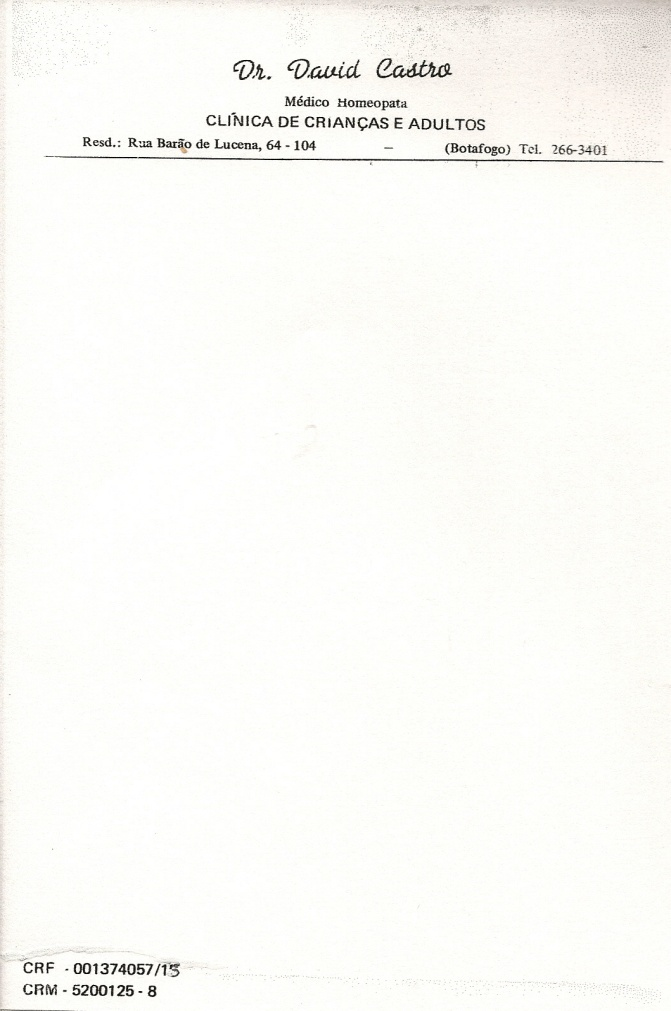 Dr. David Castro
Médico Homeopata
CLÍNICA DE CRIANÇAS E ADULTOS
Resd.: Rua Barão de Lucena, 64 - 104 – (Botafogo) Tel. 266-3401
CRF - 001374057/15
CRM - 5200125 - 8